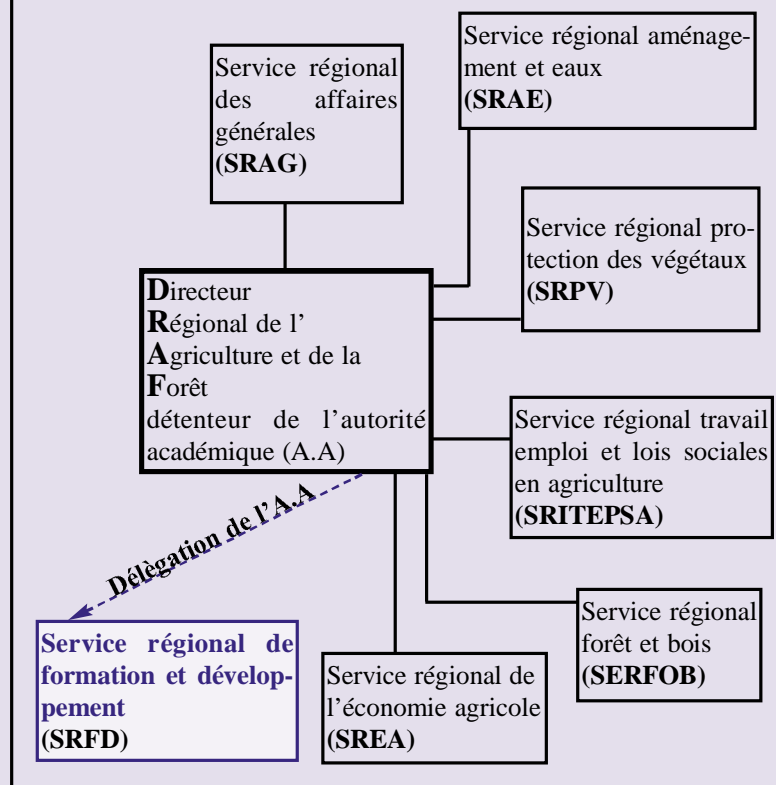 Service régional
des affaires
générales
(SRAG)
Service régional aménage-
ment et eaux
(SRAE)
Service régional pro-
tection des végétaux
(SRPV)
Directeur
Régional de l’
Agriculture et de la
Forêt
détenteur de l’autorité
académique (A.A)
Service régional travail
emploi et lois sociales
en agriculture
(SRITEPSA)
Délègation de l’A.A
Service régional
forêt et bois
(SERFOB)
Service régional de
formation et dévelop-
pement
(SRFD)
Service régional de
l’économie agricole
(SREA)